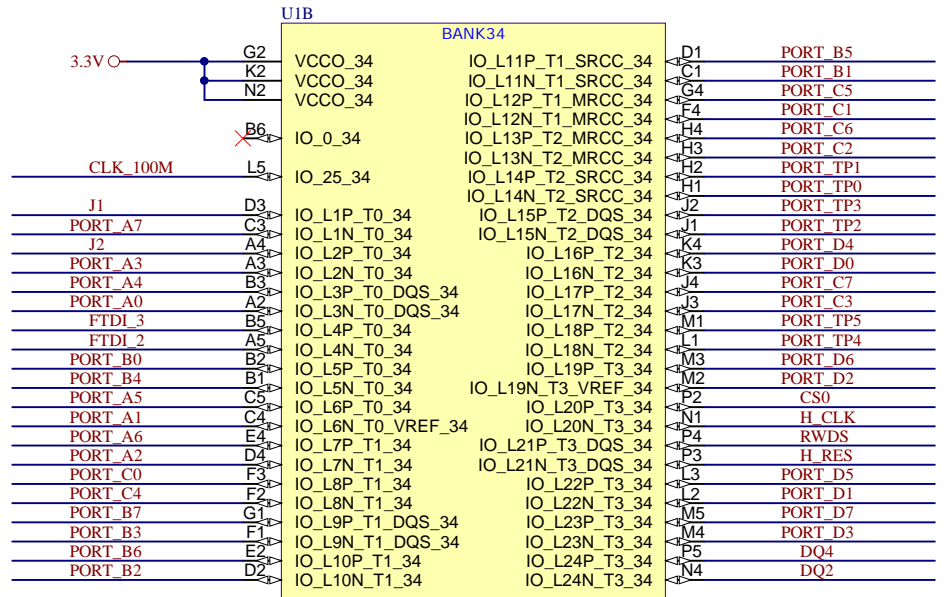 U1B
BANK34
3.3V G2 VCCO_34
K2 VCCO_34
N2 VCCO_34
B6 IO_0_34
CLK_100M L5 IO_25_34
J1 D3 IO_L1P_T0_34
PORT_A7 C3 IO_L1N_T0_34
J2 A4 IO_L2P_T0_34
PORT_A3 A3 IO_L2N_T0_34
PORT_A4 B3 IO_L3P_T0_DQS_34
PORT_A0 A2 IO_L3N_T0_DQS_34
FTDI_3 B5 IO_L4P_T0_34
FTDI_2 A5 IO_L4N_T0_34
PORT_B0 B2 IO_L5P_T0_34
PORT_B4 B1 IO_L5N_T0_34
PORT_A5 C5 IO_L6P_T0_34
PORT_A1 C4 IO_L6N_T0_VREF_34
PORT_A6 E4 IO_L7P_T1_34
PORT_A2 D4 IO_L7N_T1_34
PORT_C0 F3 IO_L8P_T1_34
PORT_C4 F2 IO_L8N_T1_34
PORT_B7 G1 IO_L9P_T1_DQS_34
PORT_B3 F1 IO_L9N_T1_DQS_34
PORT_B6 E2 IO_L10P_T1_34
PORT_B2 D2 IO_L10N_T1_34
IO_L11P_T1_SRCC_34 D1 PORT_B5
IO_L11N_T1_SRCC_34 C1 PORT_B1
IO_L12P_T1_MRCC_34 G4 PORT_C5
IO_L12N_T1_MRCC_34 F4 PORT_C1
IO_L13P_T2_MRCC_34 H4 PORT_C6
IO_L13N_T2_MRCC_34 H3 PORT_C2
IO_L14P_T2_SRCC_34 H2 PORT_TP1
IO_L14N_T2_SRCC_34 H1 PORT_TP0
IO_L15P_T2_DQS_34 J2 PORT_TP3
IO_L15N_T2_DQS_34 J1 PORT_TP2
IO_L16P_T2_34 K4 PORT_D4
IO_L16N_T2_34 K3 PORT_D0
IO_L17P_T2_34 J4 PORT_C7
IO_L17N_T2_34 J3 PORT_C3
IO_L18P_T2_34 M1 PORT_TP5
IO_L18N_T2_34 L1 PORT_TP4
IO_L19P_T3_34 M3 PORT_D6
IO_L19N_T3_VREF_34 M2 PORT_D2
IO_L20P_T3_34 P2 CS0
IO_L20N_T3_34 N1 H_CLK
IO_L21P_T3_DQS_34 P4 RWDS
IO_L21N_T3_DQS_34 P3 H_RES
IO_L22P_T3_34 L3 PORT_D5
IO_L22N_T3_34 L2 PORT_D1
IO_L23P_T3_34 M5 PORT_D7
IO_L23N_T3_34 M4 PORT_D3
IO_L24P_T3_34 P5 DQ4
IO_L24N_T3_34 N4 DQ2